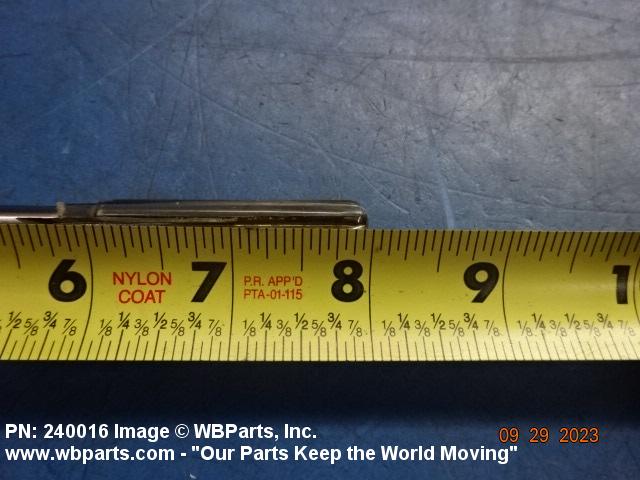 6 NYLON COAT 7 P.R. APP'D PTA-01-115 8 9 1
1/2 5/8 3/4 7/8 1/8 1/4 3/8 1/2 5/8 3/4 7/8 1/8 1/4 3/8 1/2 5/8 3/4 7/8 1/8 1/4 3/8 1/2 5/8 3/4 7/8 1/8 1/4 3/8 1/2 5/8 3/4 7/8
PN: 240016 Image © WBParts, Inc.
09 29 2023
www.wbparts.com - "Our Parts Keep the World Moving"